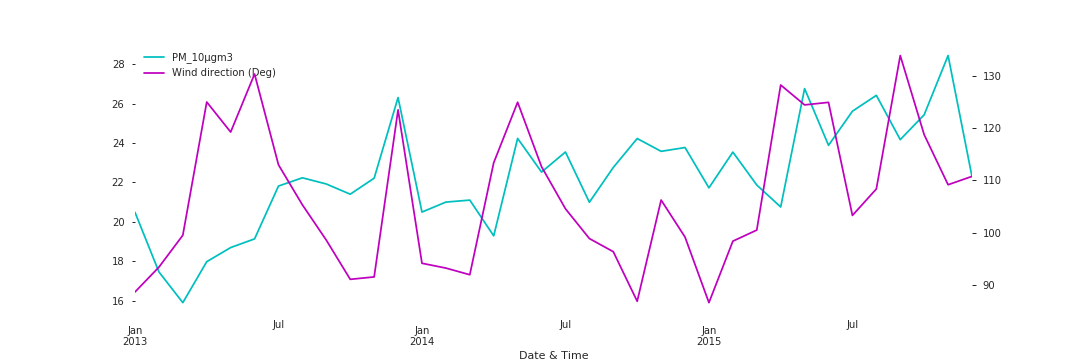 PM_10µgm3
Wind direction (Deg)
28
26
24
22
20
18
16
130
120
110
100
90
Jan
2013
Jul
Jan
2014
Jul
Jan
2015
Jul
Date & Time